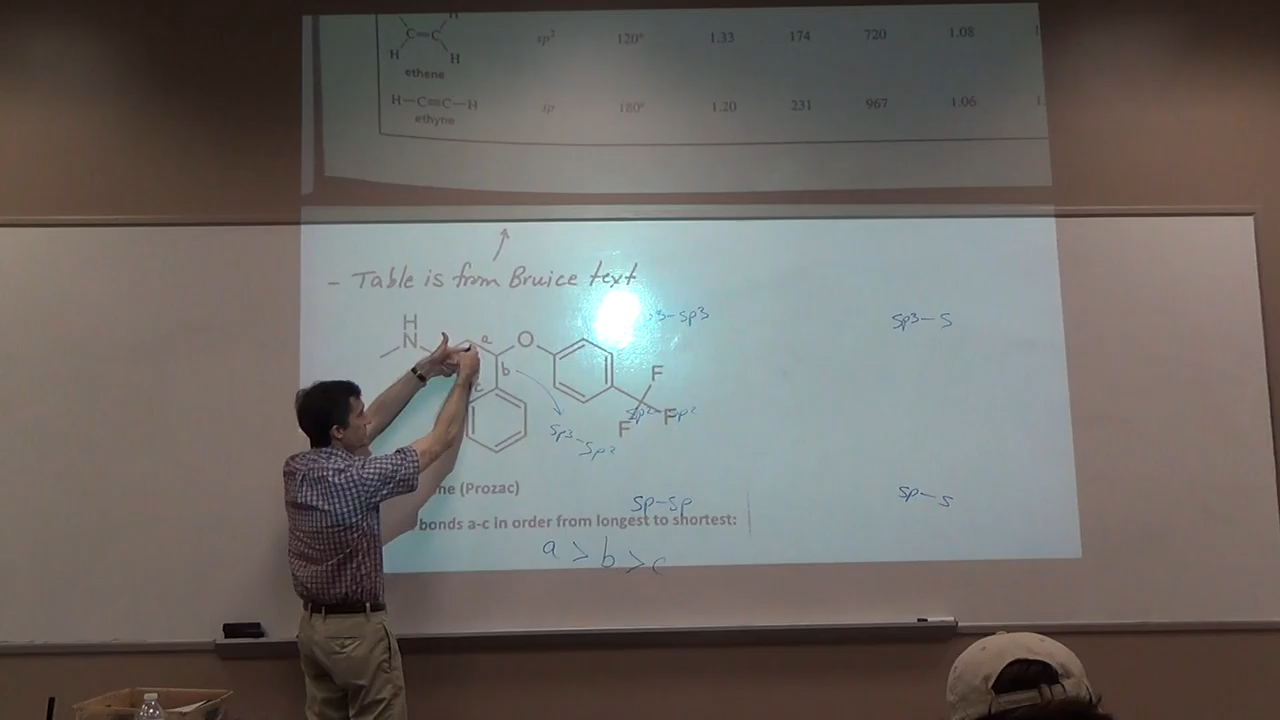 H
C=C
H H
ethene
sp² 120° 1.33 174 720 1.08
H—C≡C—H
ethyne
sp 180° 1.20 231 967 1.06
- Table is from Bruice text
H
N
a
O
b
c
F
F
F
sp3-sp3
sp3-s
sp3-sp2
sp2-sp2
(Prozac)
sp-sp
sp-s
bonds a-c in order from longest to shortest:
a > b > c